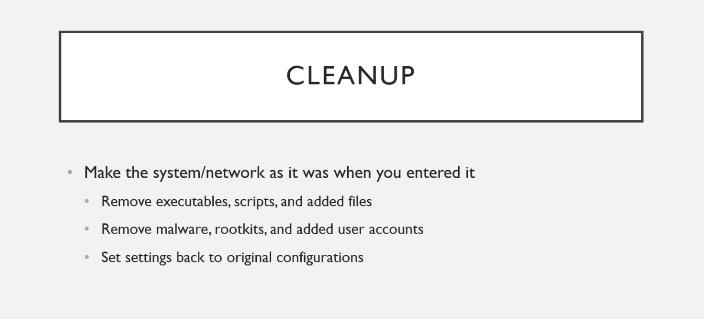 CLEANUP
Make the system/network as it was when you entered it
Remove executables, scripts, and added files
Remove malware, rootkits, and added user accounts
Set settings back to original configurations